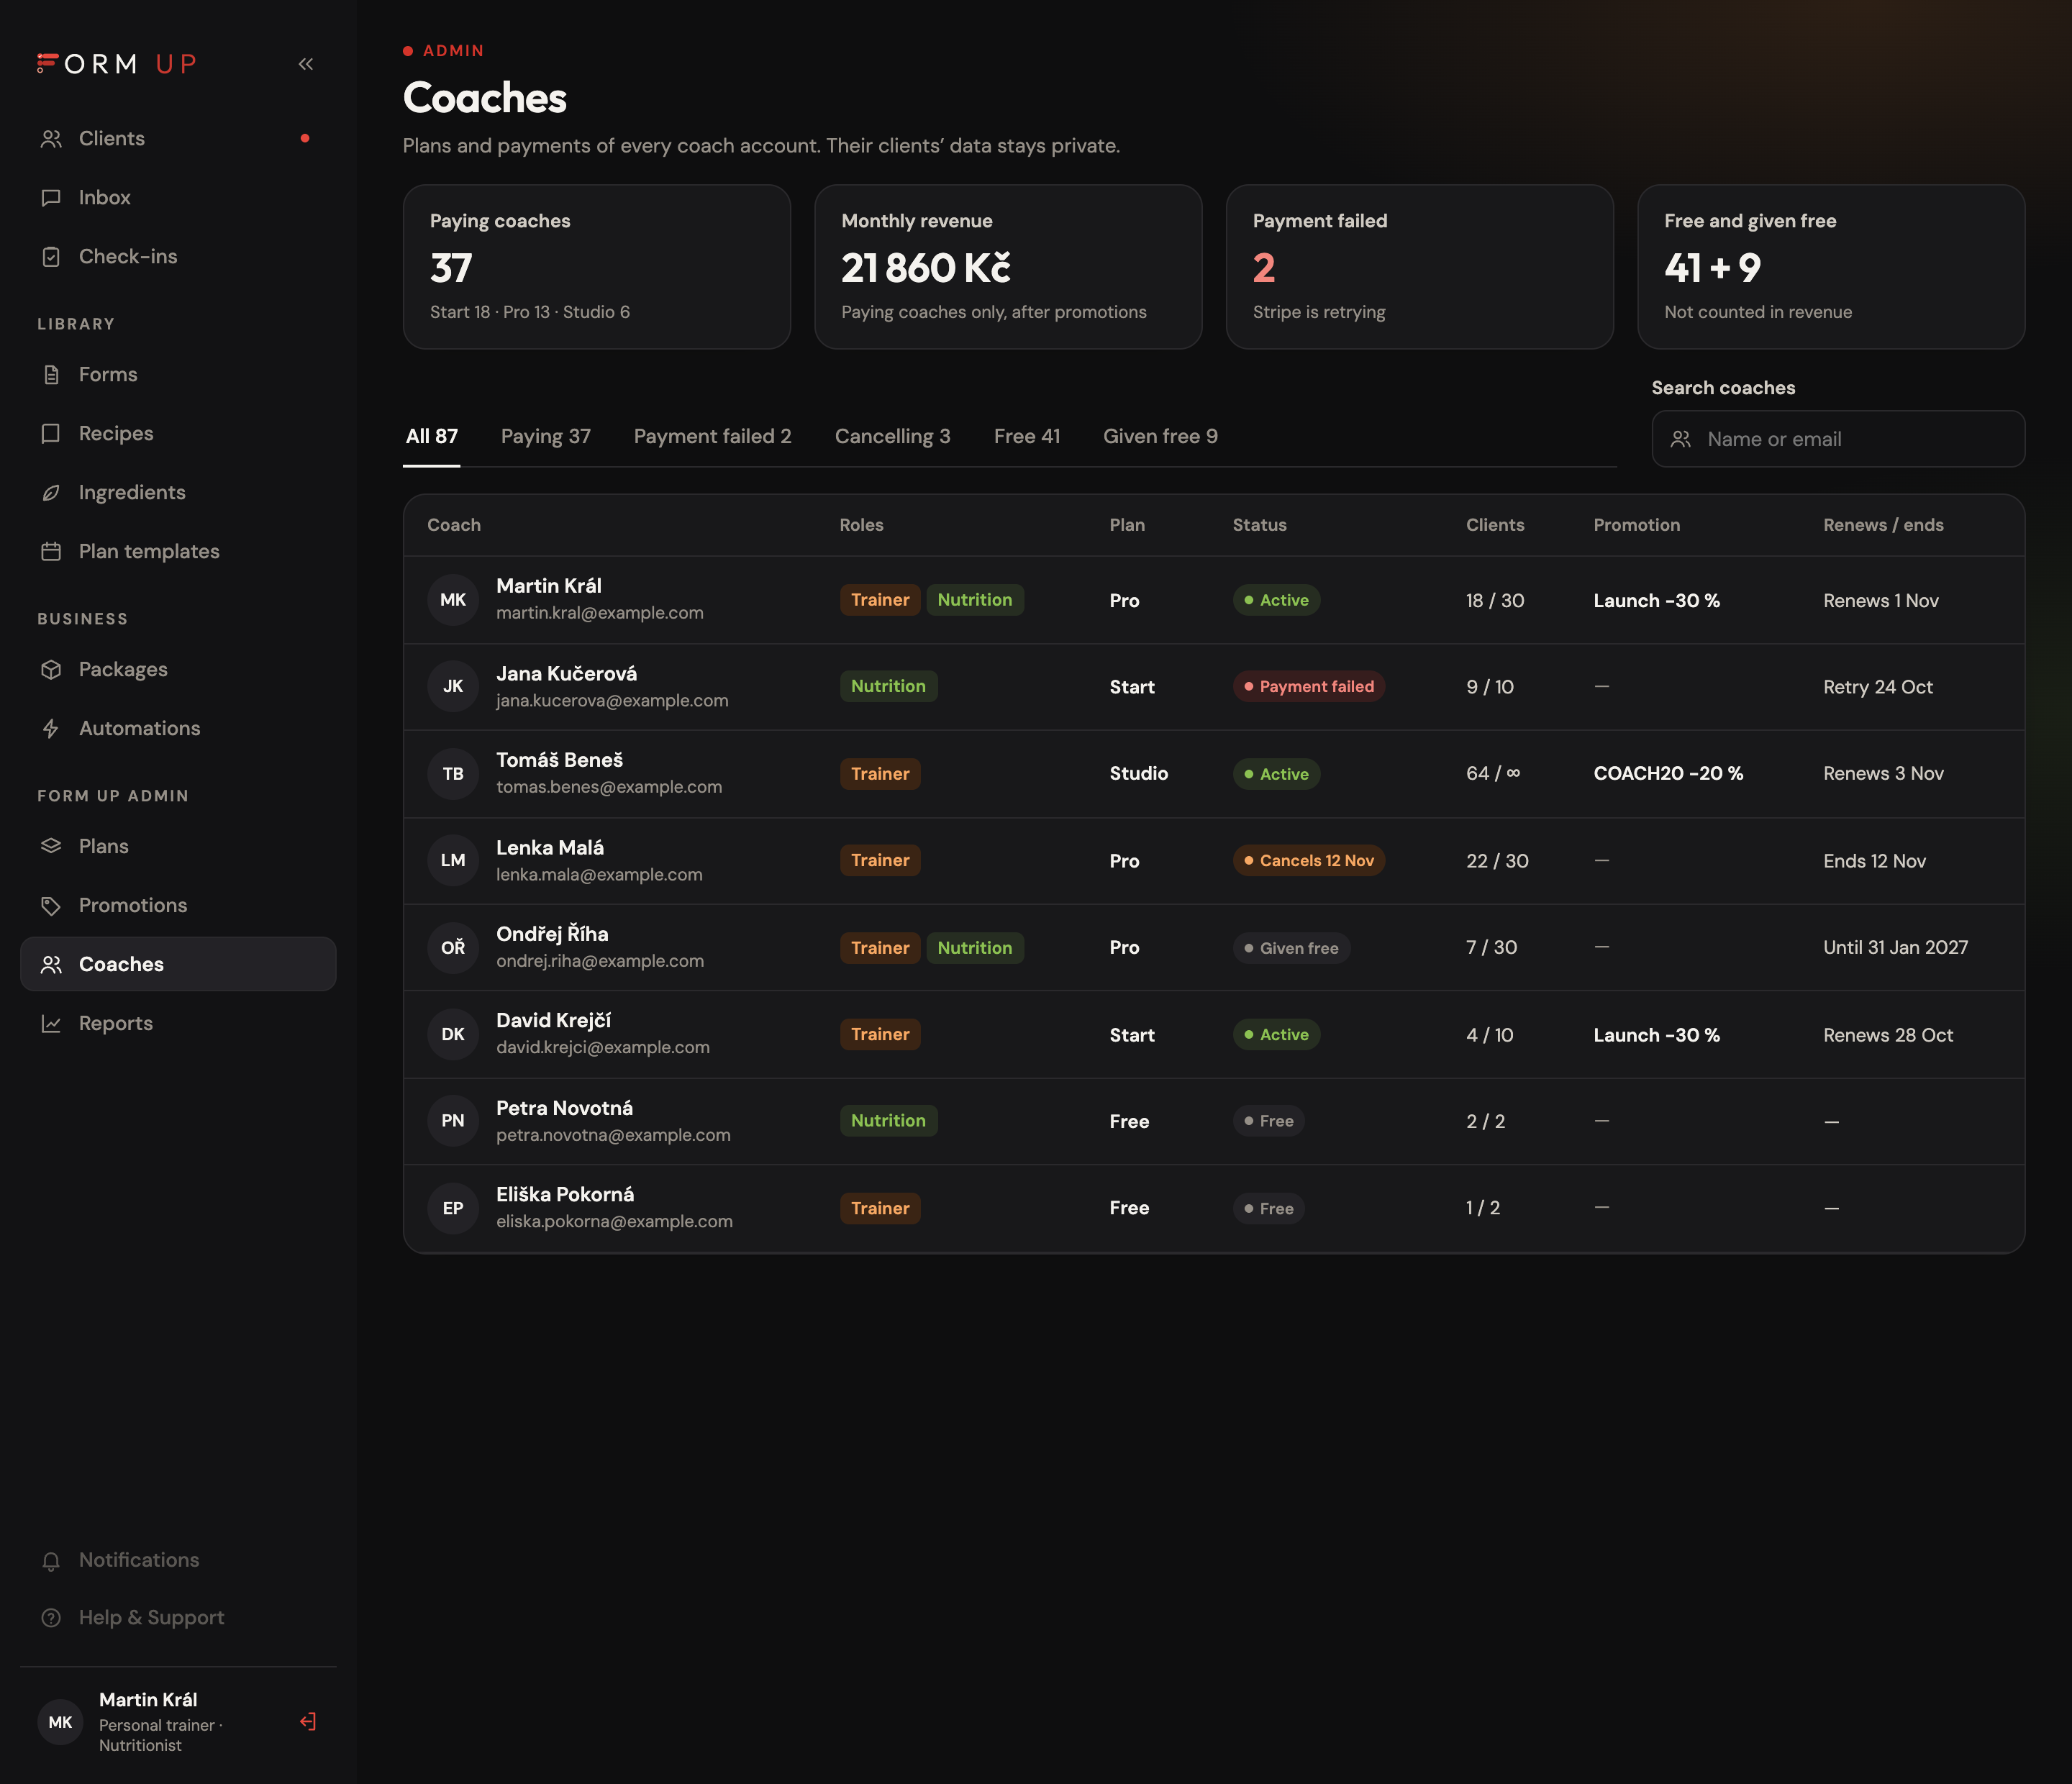 FORM UP
Clients
Inbox
Check-ins
LIBRARY
Forms
Recipes
Ingredients
Plan templates
BUSINESS
Packages
Automations
FORM UP ADMIN
Plans
Promotions
Coaches
Reports
Notifications
Help & Support
MK
Martin Král
Personal trainer ·
Nutritionist
ADMIN
Coaches
Plans and payments of every coach account. Their clients’ data stays private.
Paying coaches
37
Start 18 · Pro 13 · Studio 6
Monthly revenue
21 860 Kč
Paying coaches only, after promotions
Payment failed
2
Stripe is retrying
Free and given free
41 + 9
Not counted in revenue
All 87 Paying 37 Payment failed 2 Cancelling 3 Free 41 Given free 9
Search coaches
Name or email
Coach Roles Plan Status Clients Promotion Renews / ends
MK Martin Král Trainer Nutrition Pro Active 18 / 30 Launch -30 % Renews 1 Nov
martin.kral@example.com
JK Jana Kučerová Nutrition Start Payment failed 9 / 10 — Retry 24 Oct
jana.kucerova@example.com
TB Tomáš Beneš Trainer Studio Active 64 / ∞ COACH20 -20 % Renews 3 Nov
tomas.benes@example.com
LM Lenka Malá Trainer Pro Cancels 12 Nov 22 / 30 — Ends 12 Nov
lenka.mala@example.com
OŘ Ondřej Říha Trainer Nutrition Pro Given free 7 / 30 — Until 31 Jan 2027
ondrej.riha@example.com
DK David Krejčí Trainer Start Active 4 / 10 Launch -30 % Renews 28 Oct
david.krejci@example.com
PN Petra Novotná Nutrition Free Free 2 / 2 — —
petra.novotna@example.com
EP Eliška Pokorná Trainer Free Free 1 / 2 — —
eliska.pokorna@example.com